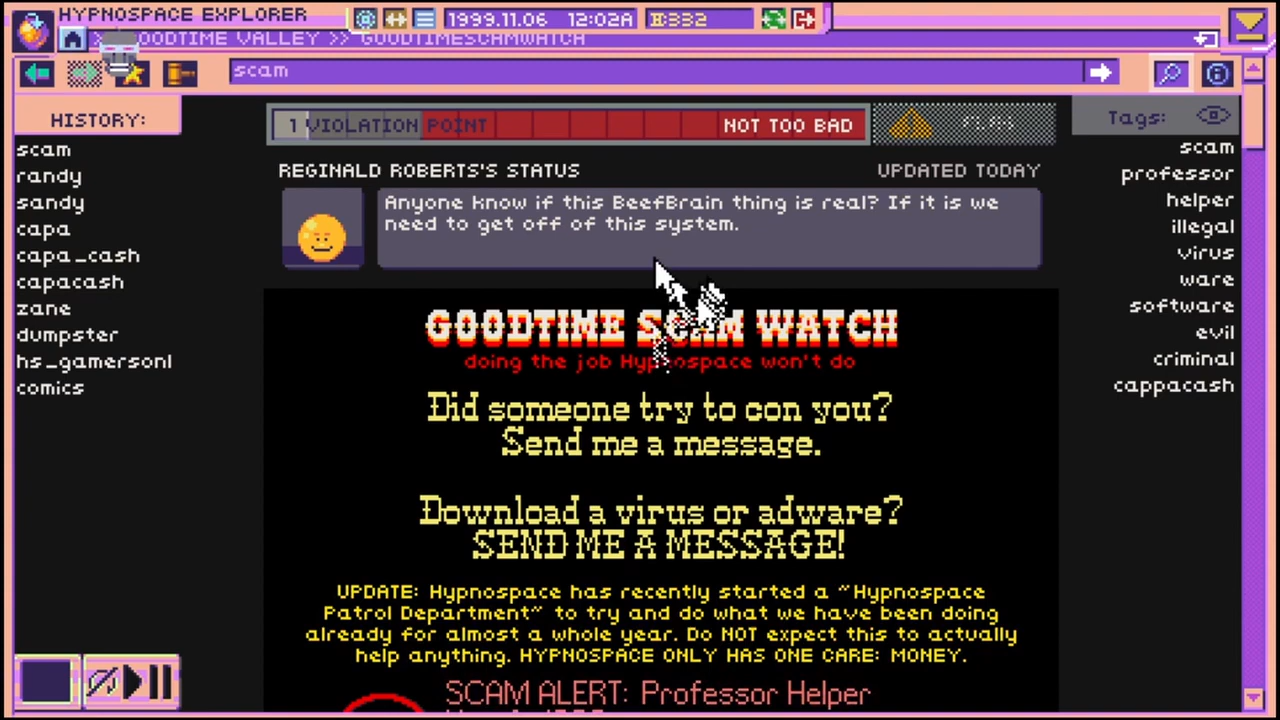 HYPNOSPACE EXPLORER
1999.11.06 12:02A
332
GOODTIME VALLEY >> GOODTIMESCAMWATCH
scam
HISTORY:
scam
randy
sandy
capa
capa_cash
capacash
zane
dumpster
hs_gamersonl
comics
1 VIOLATION POINT
NOT TOO BAD
FLAG
REGINALD ROBERTS'S STATUS
UPDATED TODAY
Anyone know if this BeefBrain thing is real? If it is we
need to get off of this system.
GOODTIME SCAM WATCH
doing the job Hypnospace won't do
Did someone try to con you?
Send me a message.
Download a virus or adware?
SEND ME A MESSAGE!
UPDATE: Hypnospace has recently started a "Hypnospace
Patrol Department" to try and do what we have been doing
already for almost a whole year. Do NOT expect this to actually
help anything. HYPNOSPACE ONLY HAS ONE CARE: MONEY.
SCAM ALERT: Professor Helper
Tags:
scam
professor
helper
illegal
virus
ware
software
evil
criminal
cappacash